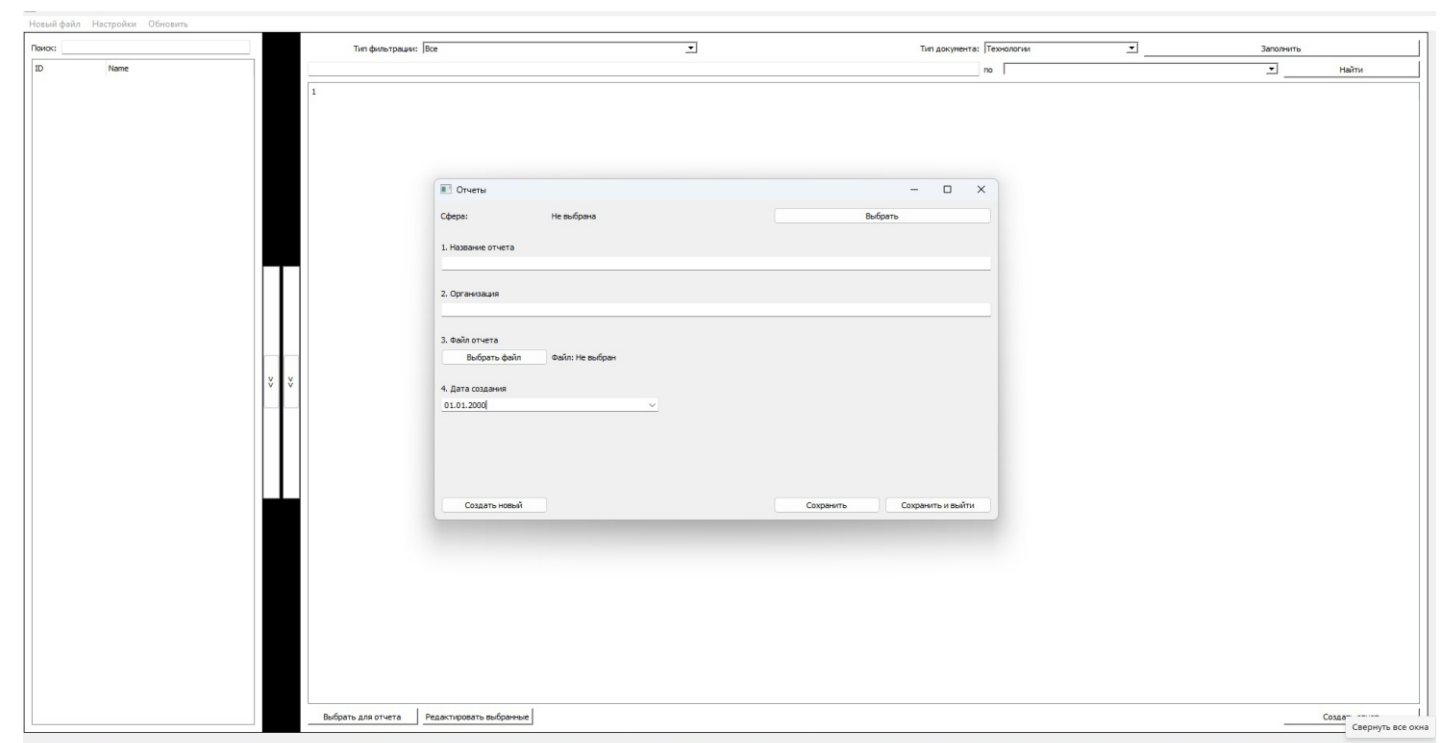 Новый файл Настройки Обновить
Поиск: Тип фильтрации: Все Тип документа: Технологии Заполнить
ID Name по Найти
1
Отчеты
Сфера: Не выбрана Выбрать
1. Название отчета
2. Организация
3. Файл отчета
Выбрать файл Файл: Не выбран
4. Дата создания
01.01.2000
Создать новый Сохранить Сохранить и выйти
Выбрать для отчета Редактировать выбранные
Свернуть все окна